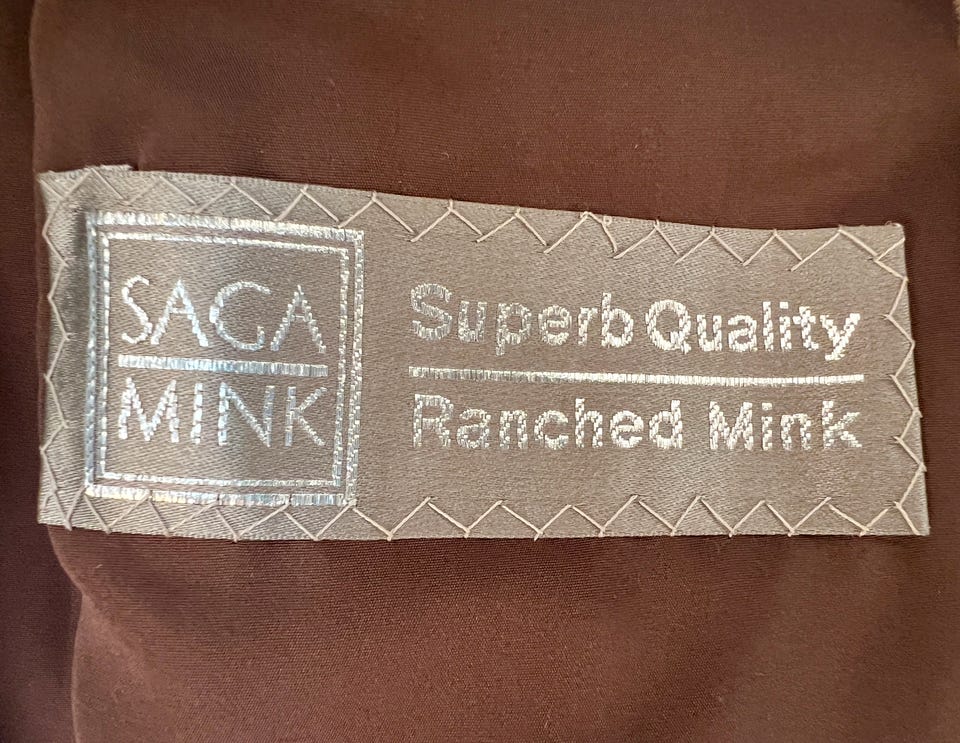 SAGA
MINK
Superb Quality
Ranched Mink